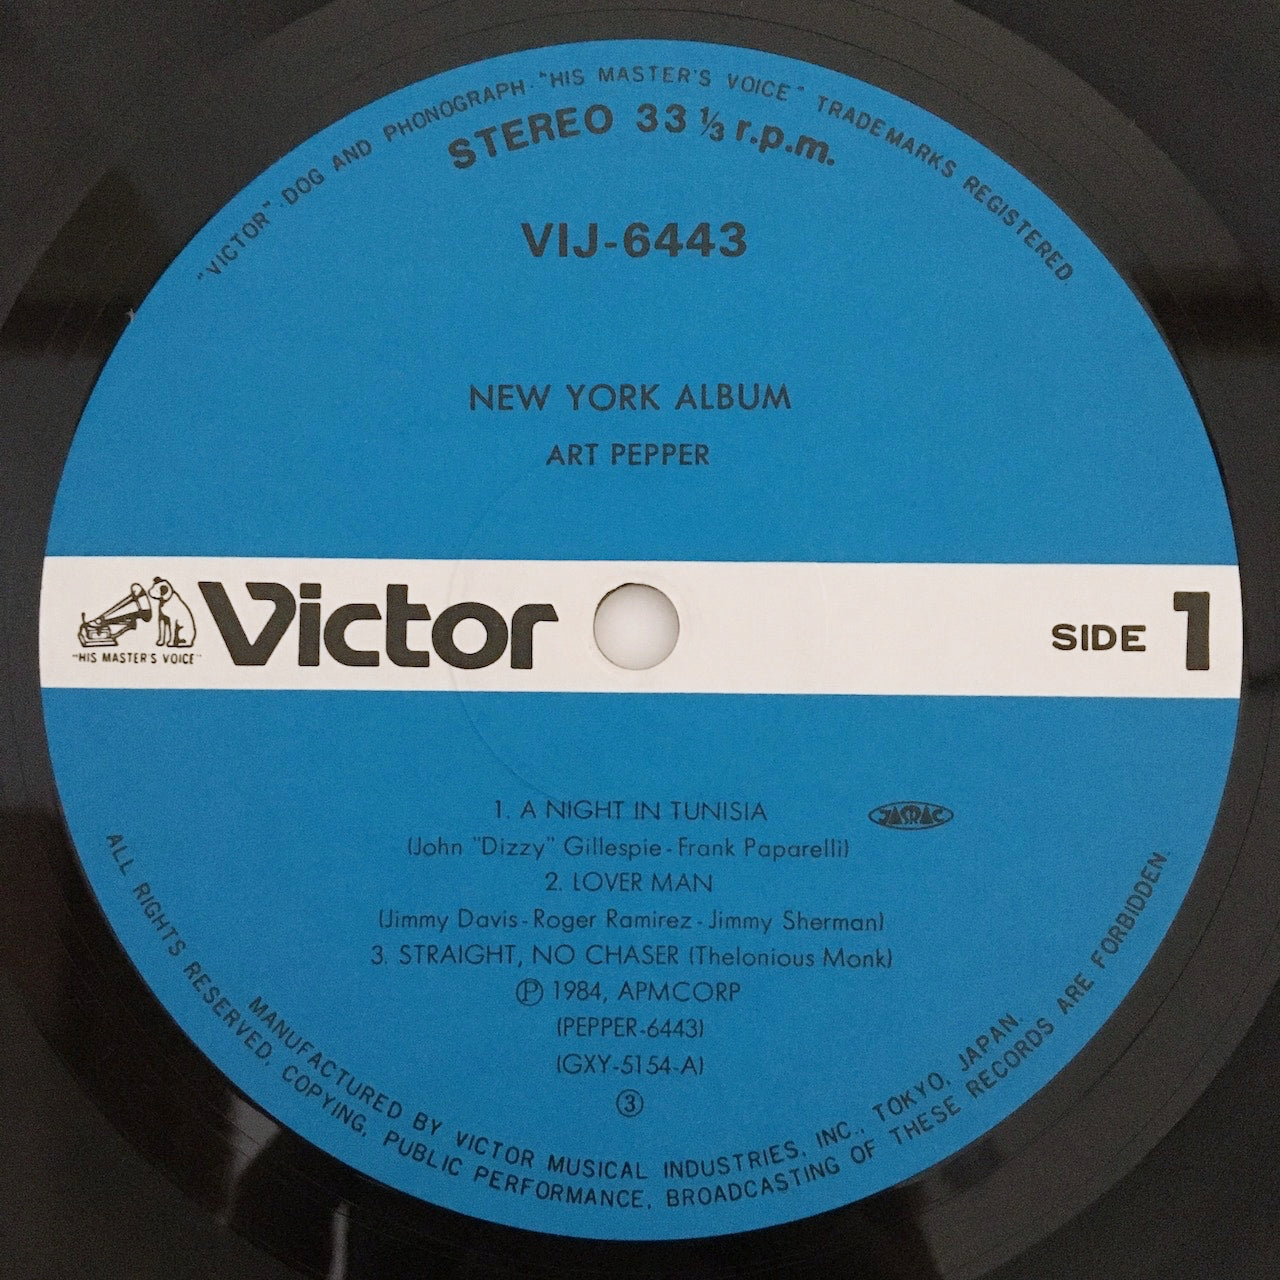 "VICTOR"-DOG AND PHONOGRAPH-"HIS MASTER'S VOICE" TRADE MARKS REGISTERED.
STEREO 33 ⅓ r.p.m.
VIJ-6443
NEW YORK ALBUM
ART PEPPER
"HIS MASTER'S VOICE"
Victor
SIDE 1
1. A NIGHT IN TUNISIA
JASRAC
(John "Dizzy" Gillespie-Frank Paparelli)
2. LOVER MAN
(Jimmy Davis-Roger Ramirez-Jimmy Sherman)
3. STRAIGHT, NO CHASER (Thelonious Monk)
Ⓟ 1984, APMCORP
(PEPPER-6443)
(GXY-5154-A)
③
MANUFACTURED BY VICTOR MUSICAL INDUSTRIES, INC., TOKYO, JAPAN.
ALL RIGHTS RESERVED. COPYING, PUBLIC PERFORMANCE, BROADCASTING OF THESE RECORDS ARE FORBIDDEN.